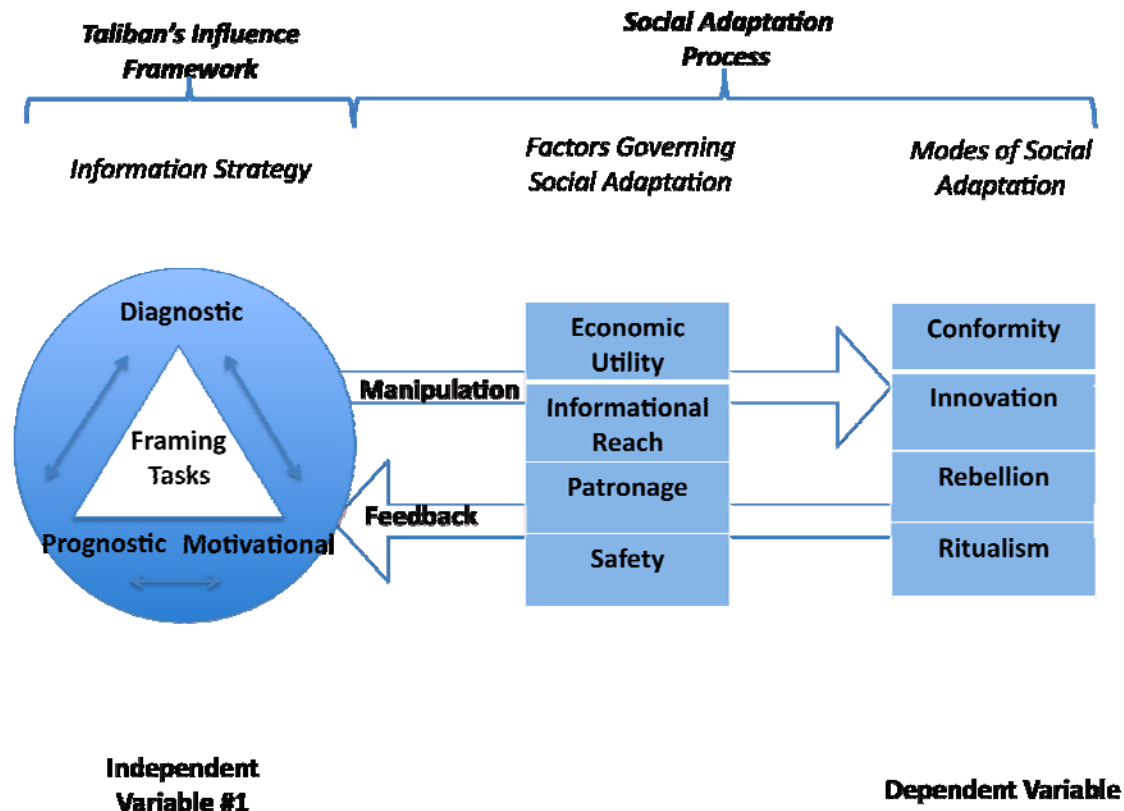 Taliban's Influence
Framework
Social Adaptation
Process
Information Strategy
Factors Governing
Social Adaptation
Modes of Social
Adaptation
Diagnostic
Framing
Tasks
Prognostic
Motivational
Manipulation
Feedback
Economic
Utility
Informational
Reach
Patronage
Safety
Conformity
Innovation
Rebellion
Ritualism
Independent
Variable #1
Dependent Variable